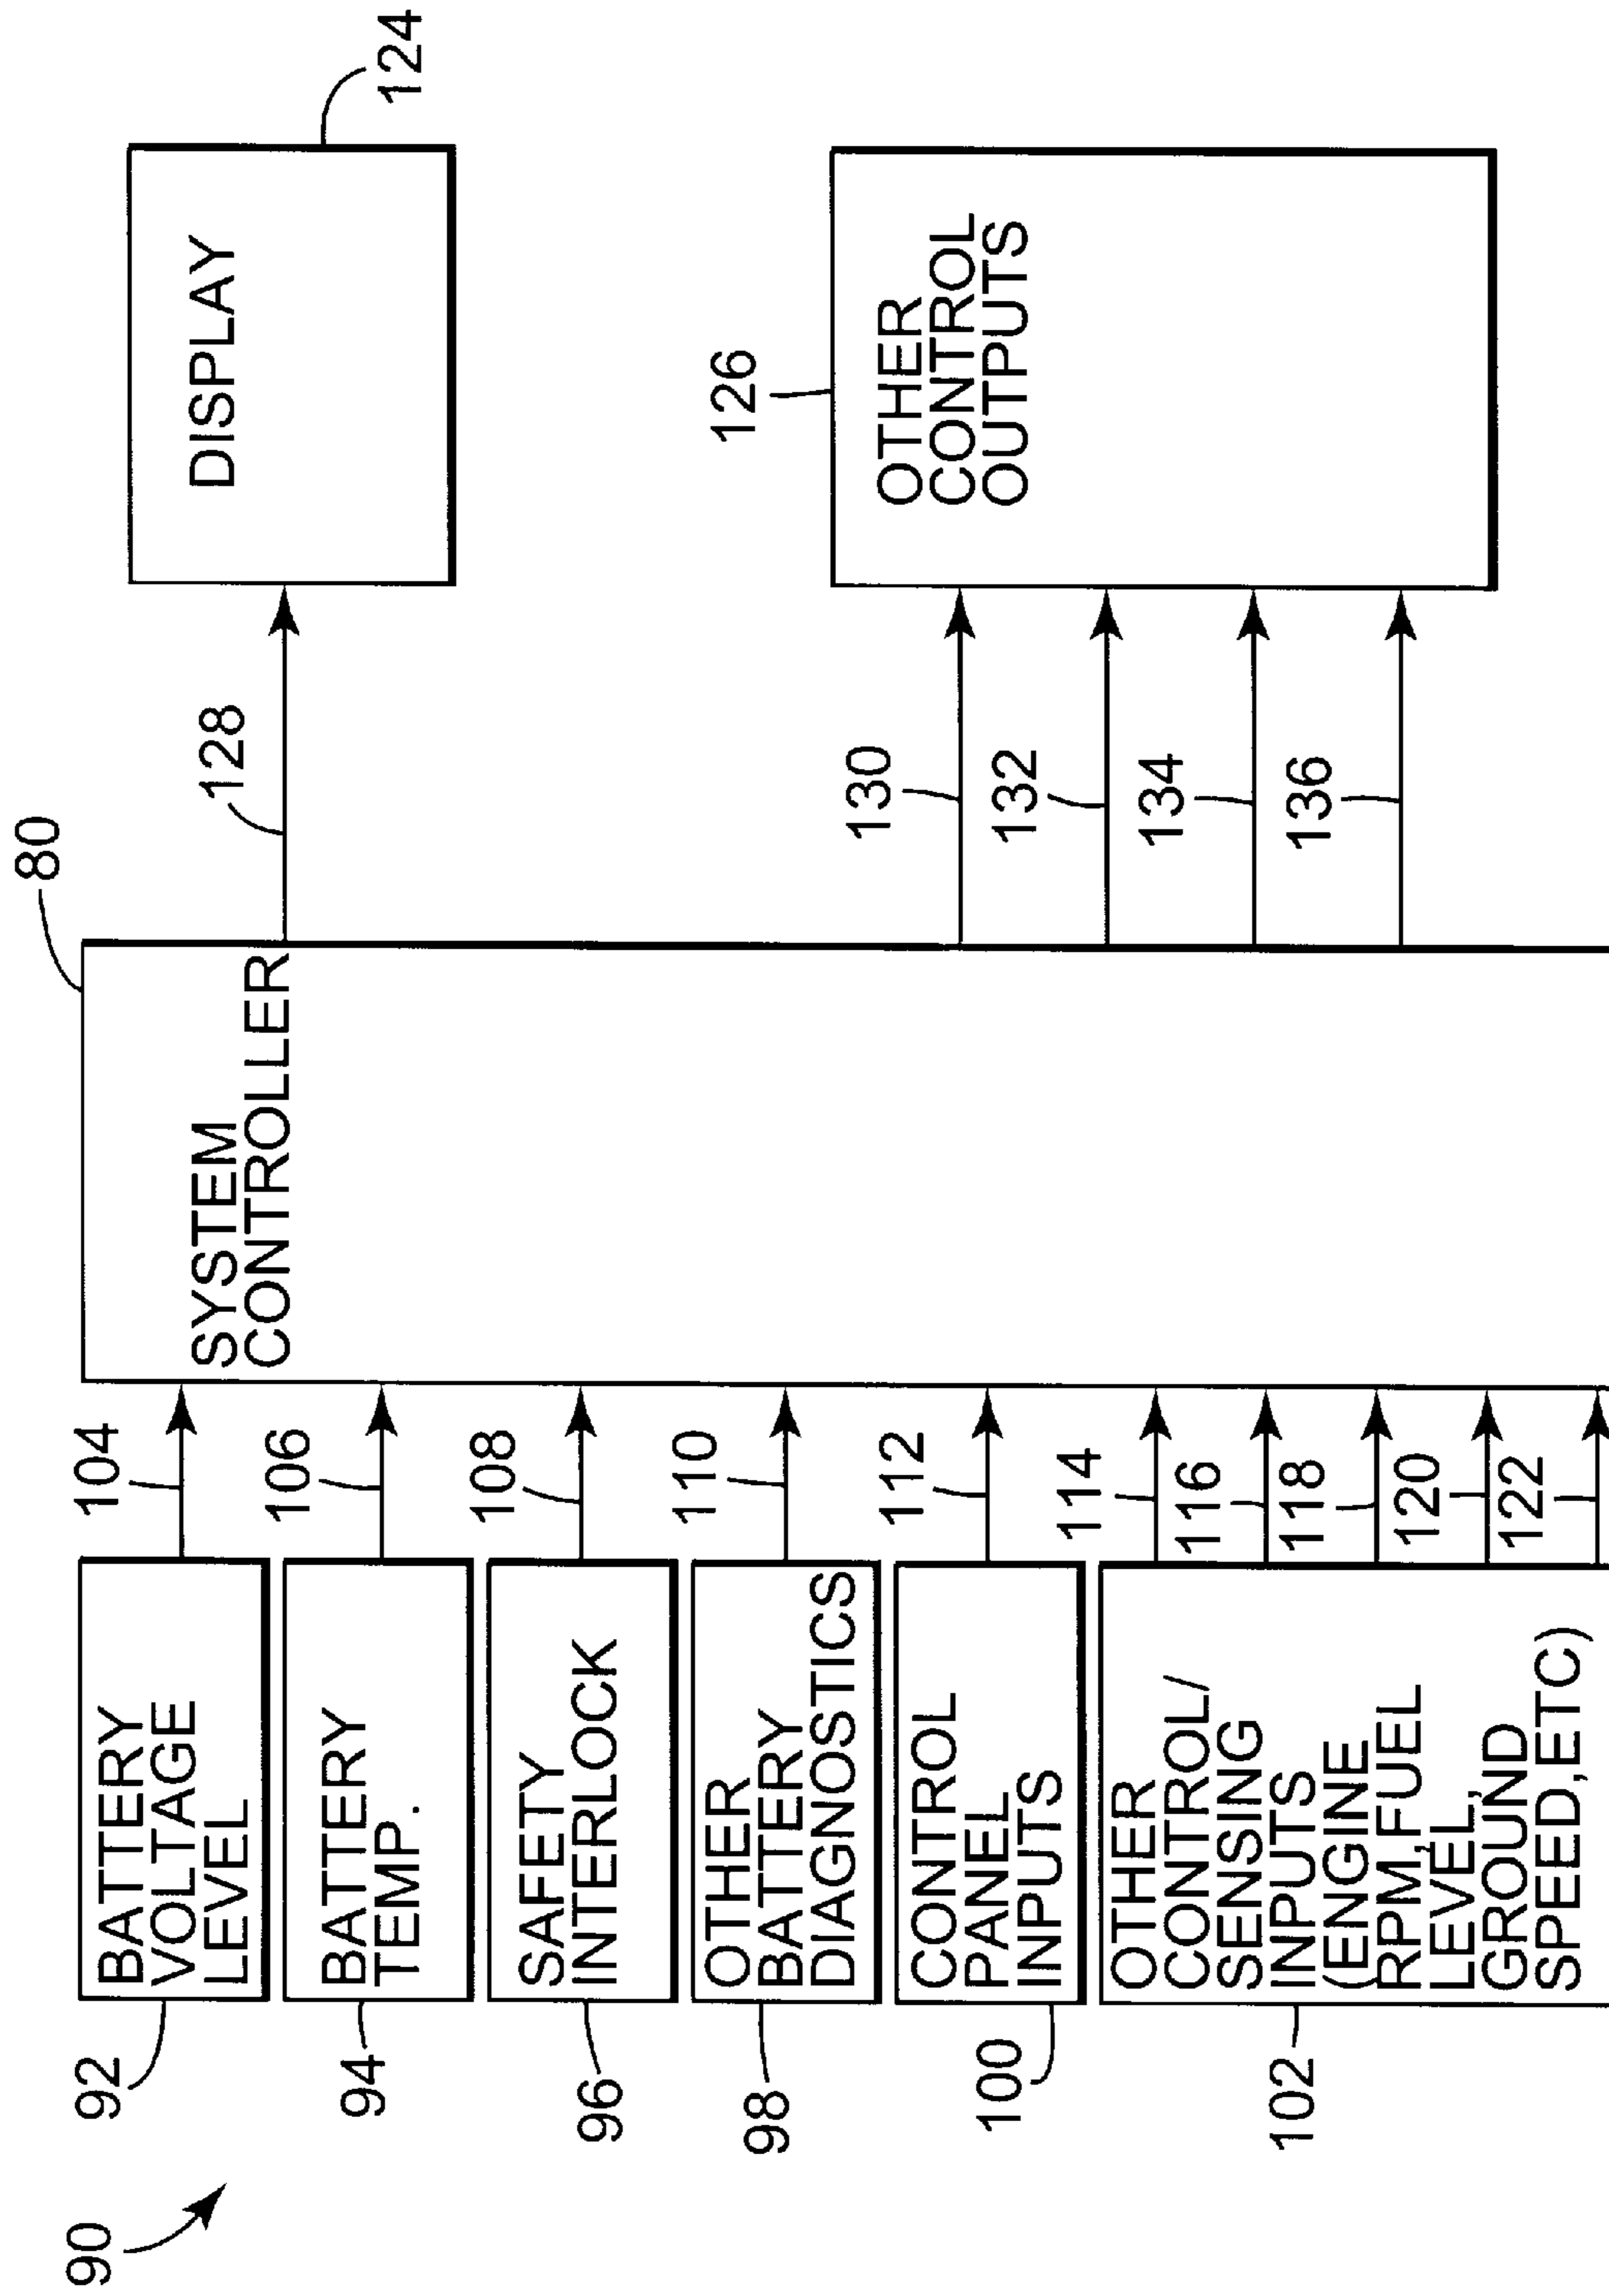 90
92
BATTERY
VOLTAGE
LEVEL
104
94
BATTERY
TEMP.
106
96
SAFETY
INTERLOCK
108
98
OTHER
BATTERY
DIAGNOSTICS
110
100
CONTROL
PANEL
INPUTS
112
102
OTHER
CONTROL/
SENSING
INPUTS
(ENGINE
RPM,FUEL
LEVEL,
GROUND
SPEED,ETC)
114
116
118
120
122
80
SYSTEM
CONTROLLER
128
DISPLAY
124
130
132
134
136
126
OTHER
CONTROL
OUTPUTS